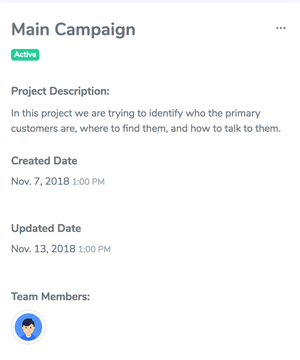 Main Campaign
Active
Project Description:
In this project we are trying to identify who the primary
customers are, where to find them, and how to talk to them.
Created Date
Nov. 7, 2018 1:00 PM
Updated Date
Nov. 13, 2018 1:00 PM
Team Members: